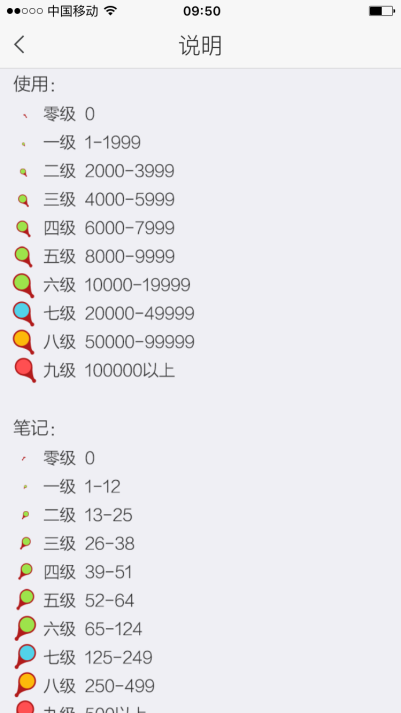 中国移动 09:50
说明
使用:
零级 0
一级 1-1999
二级 2000-3999
三级 4000-5999
四级 6000-7999
五级 8000-9999
六级 10000-19999
七级 20000-49999
八级 50000-99999
九级 100000以上
笔记:
零级 0
一级 1-12
二级 13-25
三级 26-38
四级 39-51
五级 52-64
六级 65-124
七级 125-249
八级 250-499
九级 500以上